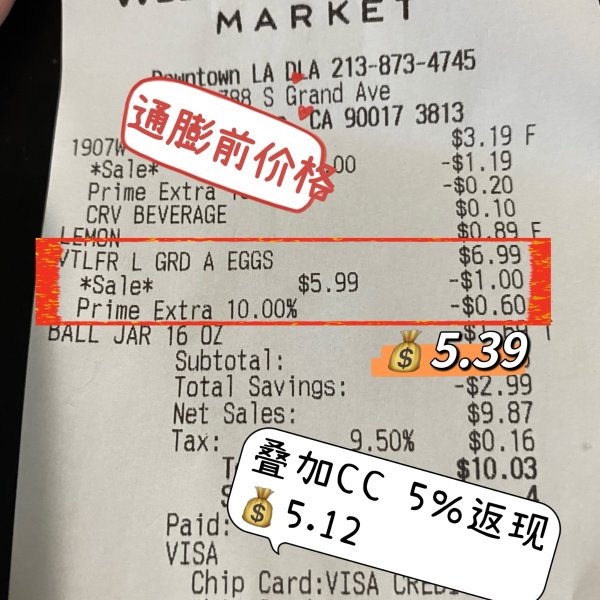 MARKET
Downtown LA DLA 213-873-4745
788 S Grand Ave
CA 90017 3813
通膨前价格
$3.19 F
*Sale* -$1.19
Prime Extra -$0.20
CRV BEVERAGE $0.10
LEMON $0.89 F
VTLFR L GRD A EGGS $6.99
*Sale* $5.99 -$1.00
Prime Extra 10.00% -$0.60
BALL JAR 16 OZ $1.69 T
5.39
Subtotal:
Total Savings: -$2.99
Net Sales: $9.87
Tax: 9.50% $0.16
$10.03
4
叠加CC 5%返现
5.12
Paid:
VISA
Chip Card:VISA